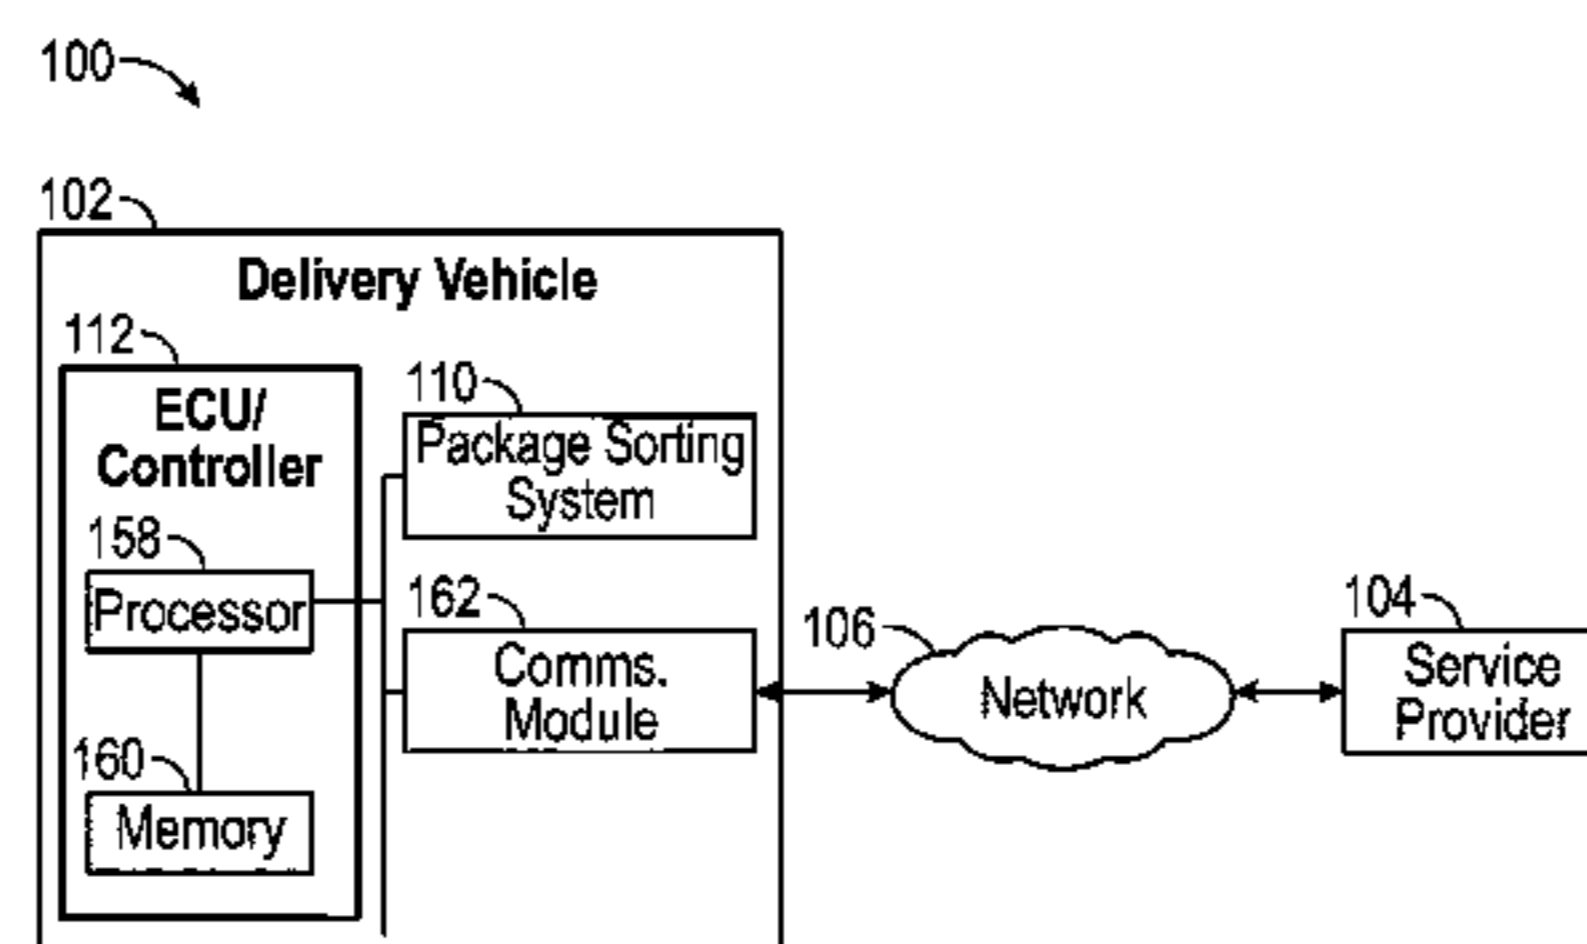 100
102
Delivery Vehicle
112
ECU/
Controller
110
Package Sorting
System
158
Processor
162
Comms.
Module
106
Network
104
Service
Provider
160
Memory